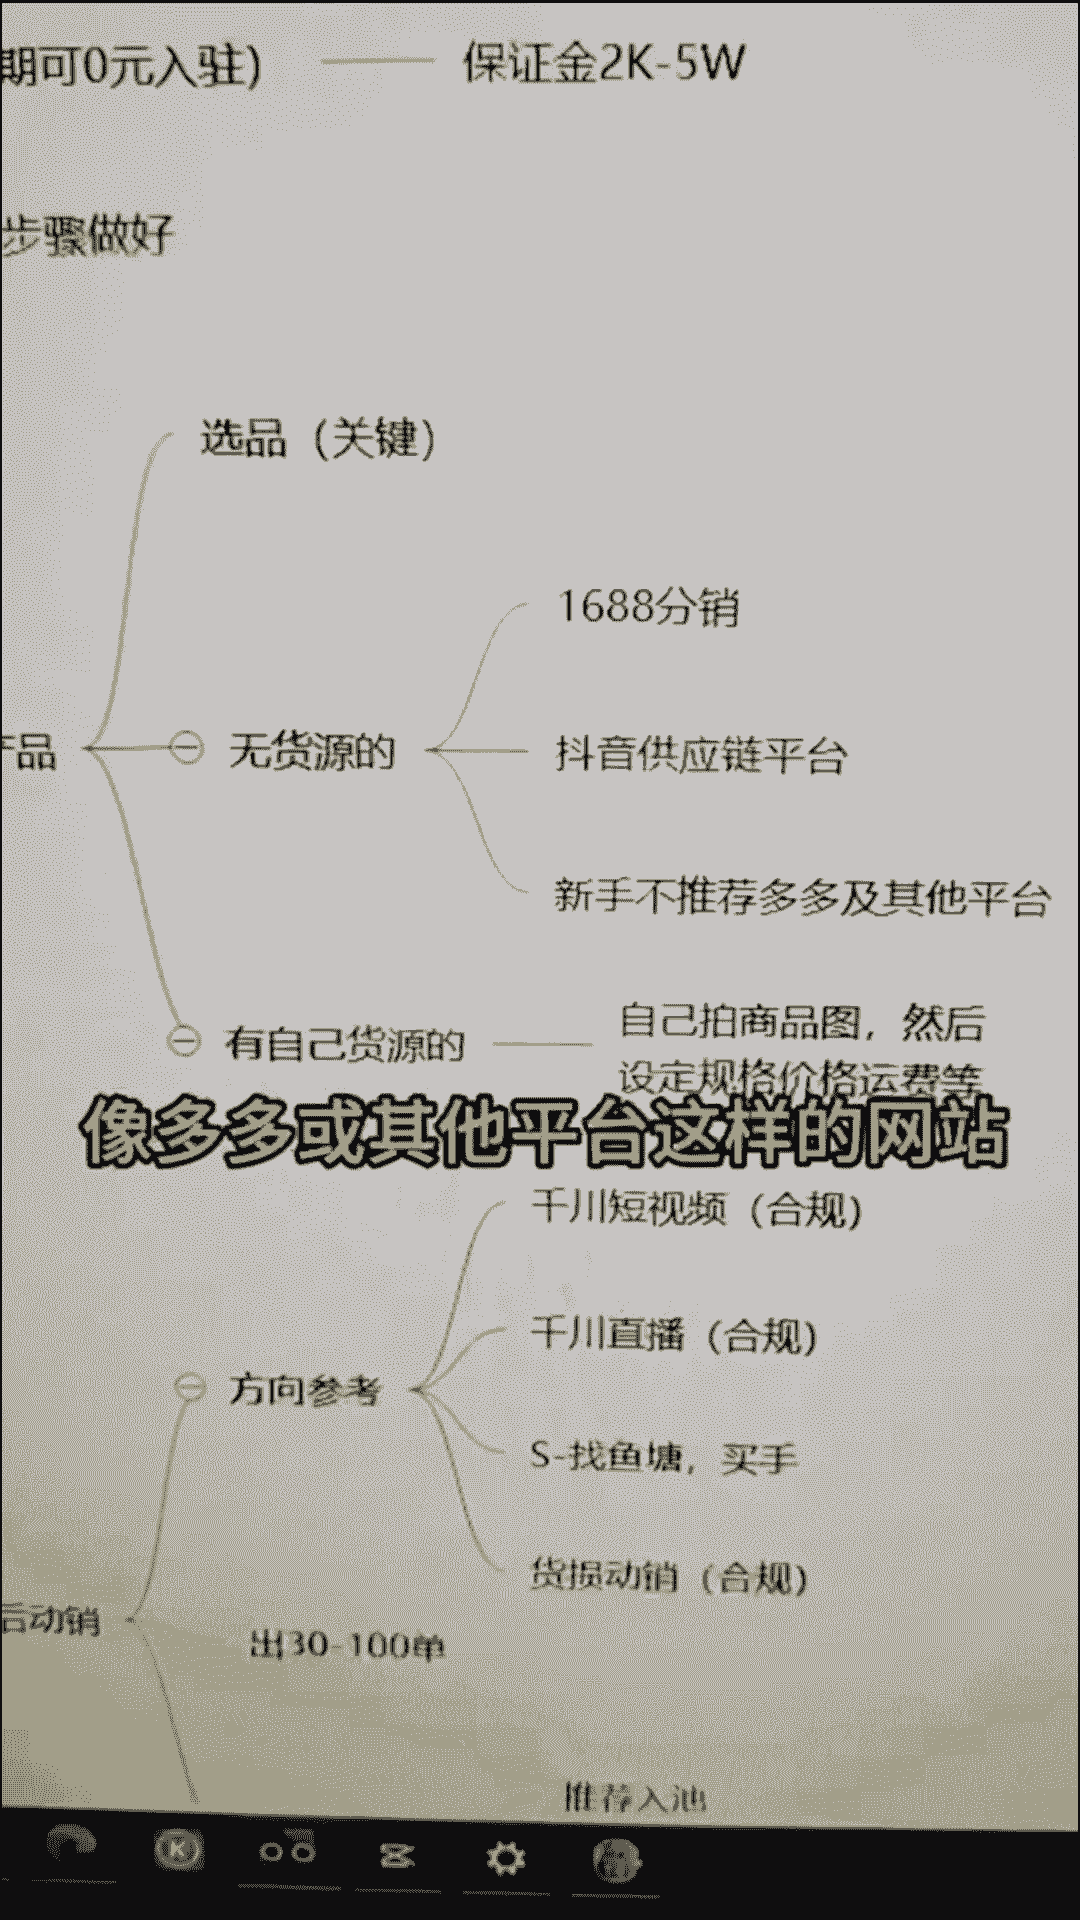 期可0元入驻)
保证金2K-5W
步骤做好
选品（关键）
1688分销
品
无货源的
抖音供应链平台
新手不推荐多多及其他平台
有自己货源的
自己拍商品图，然后
设定规格价格运费等
像多多或其他平台这样的网站
千川短视频（合规）
千川直播（合规）
方向参考
S-找鱼塘，买手
货损动销（合规）
后动销
出30-100单
推荐入池
K